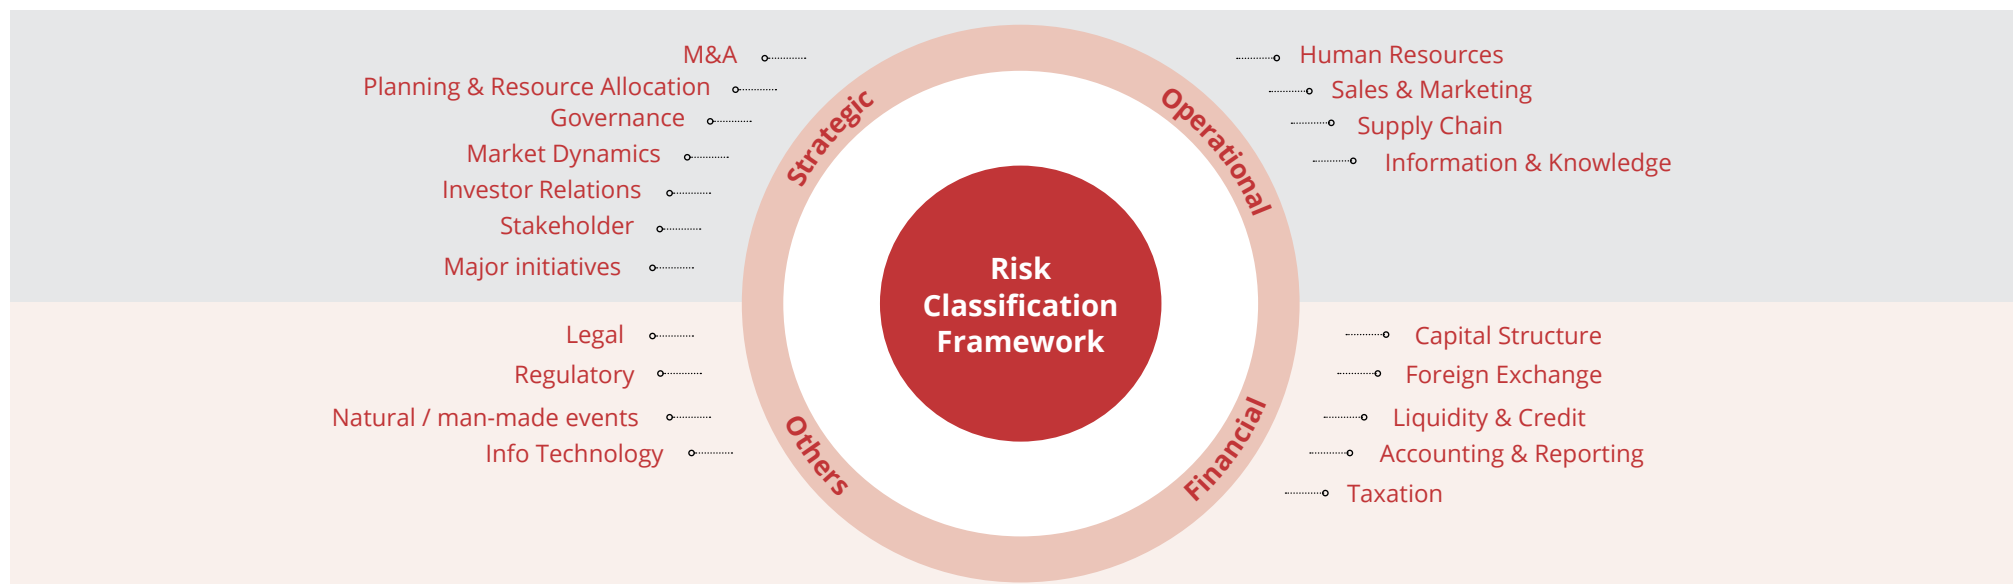 M&A
Planning & Resource Allocation
Governance
Market Dynamics
Investor Relations
Stakeholder
Major initiatives
Strategic
Operational
Human Resources
Sales & Marketing
Supply Chain
Information & Knowledge
Risk
Classification
Framework
Legal
Regulatory
Natural / man-made events
Info Technology
Others
Financial
Capital Structure
Foreign Exchange
Liquidity & Credit
Accounting & Reporting
Taxation